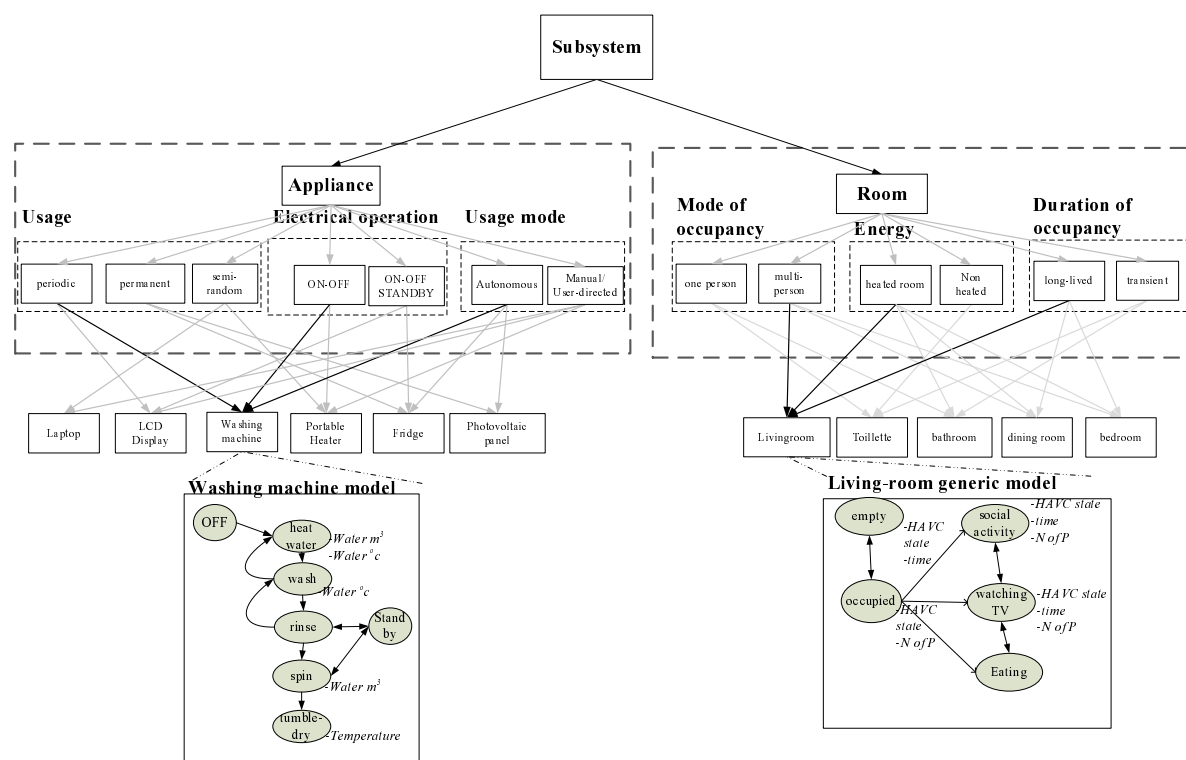 Subsystem
Appliance
Room
Usage
Electrical operation
Usage mode
Mode of
occupancy
Energy
Duration of
occupancy
periodic
permanent
semi-
random
ON-OFF
ON-OFF
STANDBY
Autonomous
Manual/
User-directed
one person
multi-
person
heated room
Non
heated
long-lived
transient
Laptop
LCD
Display
Washing
machine
Portable
Heater
Fridge
Photovoltaic
panel
Livingroom
Toillette
bathroom
dining room
bedroom
Washing machine model
OFF
heat
water
-Water m³
-Water °c
wash
-Water °c
rinse
Stand
by
spin
-Water m³
tumble-
dry
-Temperature
Living-room generic model
empty
-HAVC
state
-time
social
activity
-HAVC state
-time
-N of P
occupied
-HAVC
state
-N of P
watching
TV
-HAVC state
-time
-N of P
Eating